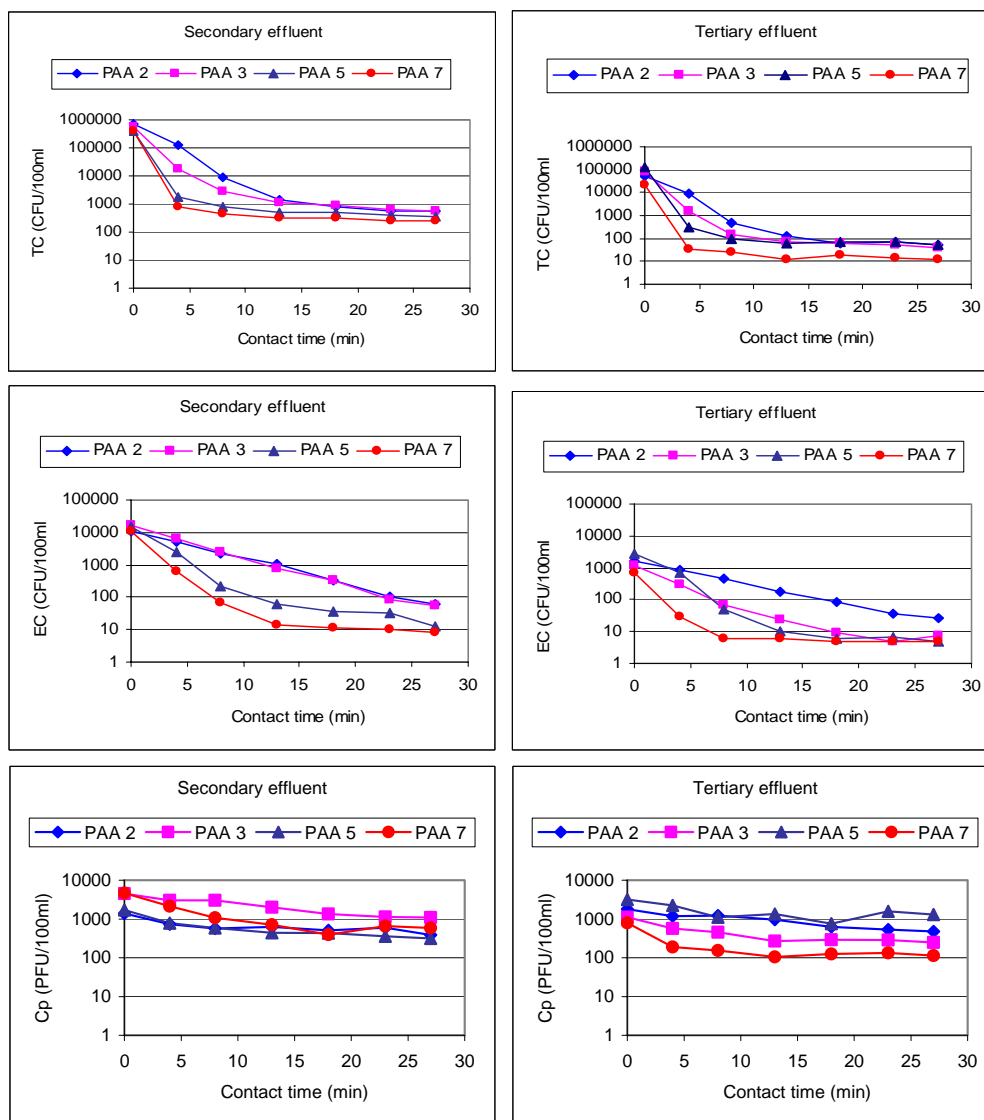 Secondary effluent
PAA 2 PAA 3 PAA 5 PAA 7
1000000
100000
10000
1000
100
10
1
TC (CFU/100ml)
0 5 10 15 20 25 30
Contact time (min)
Tertiary effluent
PAA 2 PAA 3 PAA 5 PAA 7
1000000
100000
10000
1000
100
10
1
TC (CFU/100ml)
0 5 10 15 20 25 30
Contact time (min)
Secondary effluent
PAA 2 PAA 3 PAA 5 PAA 7
100000
10000
1000
100
10
1
EC (CFU/100ml)
0 5 10 15 20 25 30
Contact time (min)
Tertiary effluent
PAA 2 PAA 3 PAA 5 PAA 7
100000
10000
1000
100
10
1
EC (CFU/100ml)
0 5 10 15 20 25 30
Contact time (min)
Secondary effluent
PAA 2 PAA 3 PAA 5 PAA 7
10000
1000
100
10
1
Cp (PFU/100ml)
0 5 10 15 20 25 30
Contact time (min)
Tertiary effluent
PAA 2 PAA 3 PAA 5 PAA 7
10000
1000
100
10
1
Cp (PFU/100ml)
0 5 10 15 20 25 30
Contact time (min)